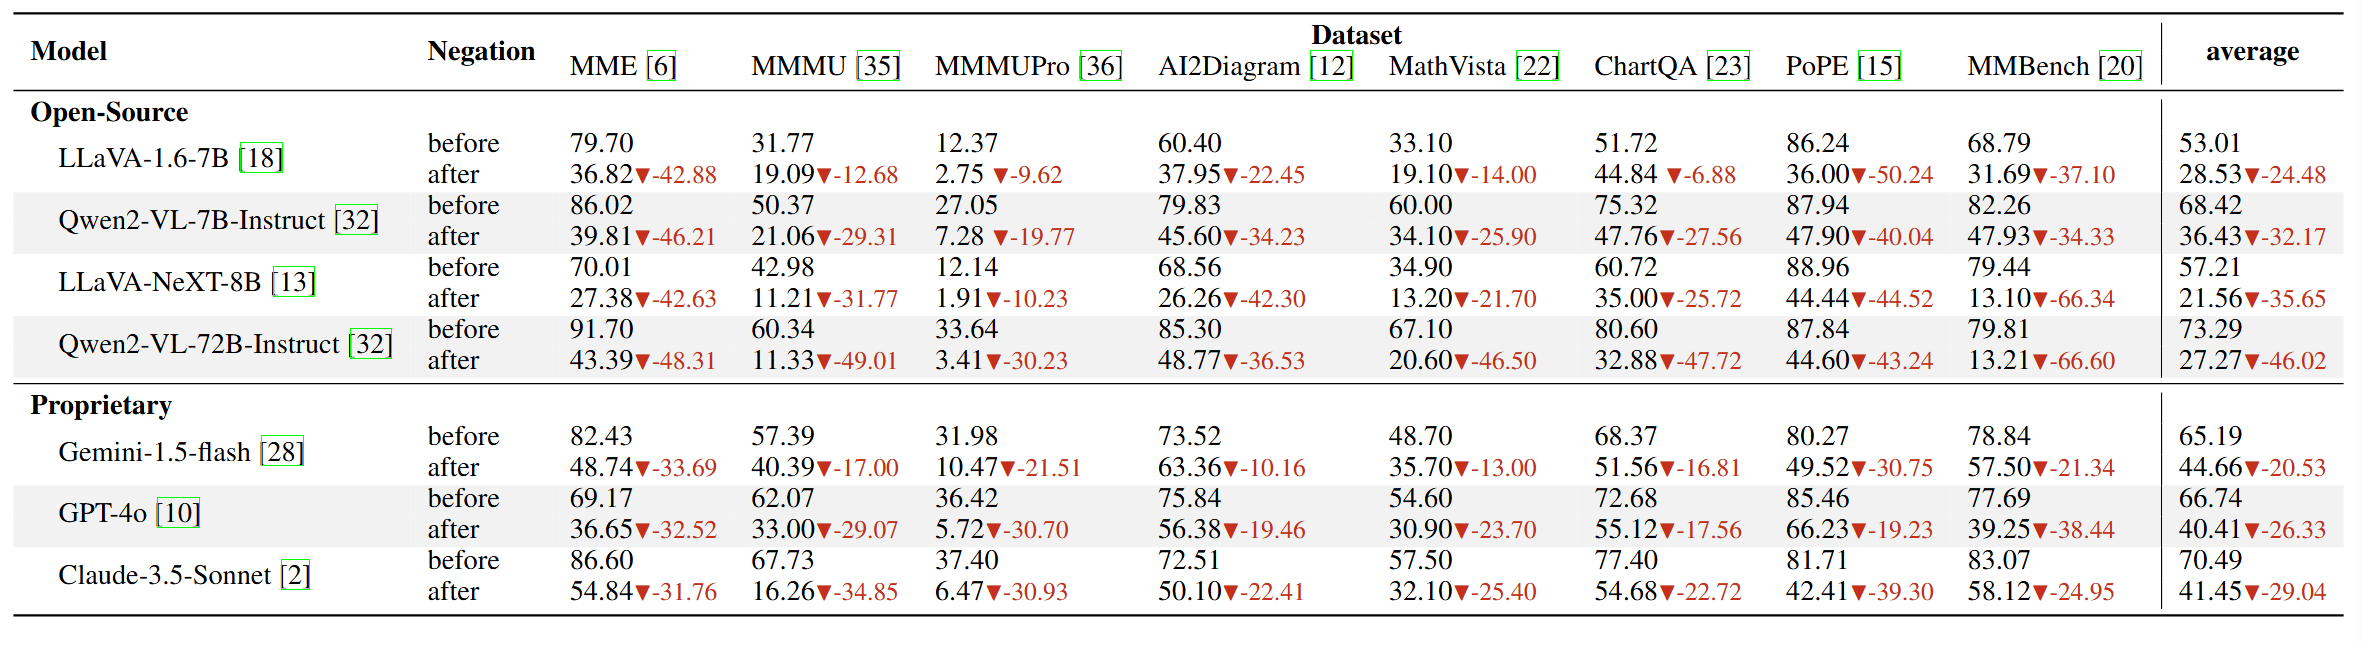 Model Negation Dataset average
MME [6] MMMU [35] MMMUPro [36] AI2Diagram [12] MathVista [22] ChartQA [23] PoPE [15] MMBench [20]
Open-Source
LLaVA-1.6-7B [18] before 79.70 31.77 12.37 60.40 33.10 51.72 86.24 68.79 53.01
after 36.82▼-42.88 19.09▼-12.68 2.75 ▼-9.62 37.95▼-22.45 19.10▼-14.00 44.84 ▼-6.88 36.00▼-50.24 31.69▼-37.10 28.53▼-24.48
Qwen2-VL-7B-Instruct [32] before 86.02 50.37 27.05 79.83 60.00 75.32 87.94 82.26 68.42
after 39.81▼-46.21 21.06▼-29.31 7.28 ▼-19.77 45.60▼-34.23 34.10▼-25.90 47.76▼-27.56 47.90▼-40.04 47.93▼-34.33 36.43▼-32.17
LLaVA-NeXT-8B [13] before 70.01 42.98 12.14 68.56 34.90 60.72 88.96 79.44 57.21
after 27.38▼-42.63 11.21▼-31.77 1.91▼-10.23 26.26▼-42.30 13.20▼-21.70 35.00▼-25.72 44.44▼-44.52 13.10▼-66.34 21.56▼-35.65
Qwen2-VL-72B-Instruct [32] before 91.70 60.34 33.64 85.30 67.10 80.60 87.84 79.81 73.29
after 43.39▼-48.31 11.33▼-49.01 3.41▼-30.23 48.77▼-36.53 20.60▼-46.50 32.88▼-47.72 44.60▼-43.24 13.21▼-66.60 27.27▼-46.02
Proprietary
Gemini-1.5-flash [28] before 82.43 57.39 31.98 73.52 48.70 68.37 80.27 78.84 65.19
after 48.74▼-33.69 40.39▼-17.00 10.47▼-21.51 63.36▼-10.16 35.70▼-13.00 51.56▼-16.81 49.52▼-30.75 57.50▼-21.34 44.66▼-20.53
GPT-4o [10] before 69.17 62.07 36.42 75.84 54.60 72.68 85.46 77.69 66.74
after 36.65▼-32.52 33.00▼-29.07 5.72▼-30.70 56.38▼-19.46 30.90▼-23.70 55.12▼-17.56 66.23▼-19.23 39.25▼-38.44 40.41▼-26.33
Claude-3.5-Sonnet [2] before 86.60 67.73 37.40 72.51 57.50 77.40 81.71 83.07 70.49
after 54.84▼-31.76 16.26▼-34.85 6.47▼-30.93 50.10▼-22.41 32.10▼-25.40 54.68▼-22.72 42.41▼-39.30 58.12▼-24.95 41.45▼-29.04